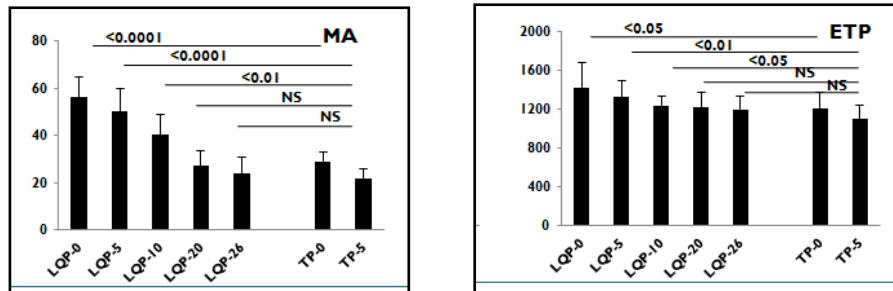 MA
80
60
40
20
0
<0.0001
<0.0001
<0.01
NS
NS
LQP-0
LQP-5
LQP-10
LQP-20
LQP-26
TP-0
TP-5
ETP
2000
1600
1200
800
400
0
<0.05
<0.01
<0.05
NS
NS
LQP-0
LQP-5
LQP-10
LQP-20
LQP-26
TP-0
TP-5